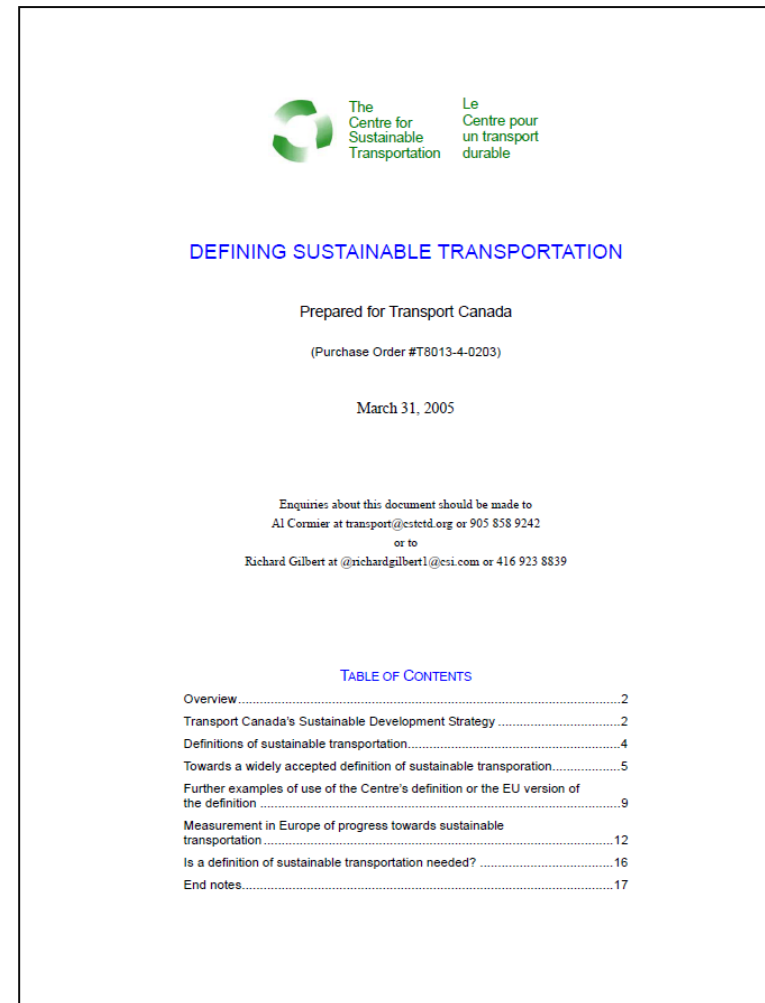 The
Centre for
Sustainable
Transportation
Le
Centre pour
un transport
durable
DEFINING SUSTAINABLE TRANSPORTATION
Prepared for Transport Canada
(Purchase Order #T8013-4-0203)
March 31, 2005
Enquiries about this document should be made to
Al Cormier at transport@cstctd.org or 905 858 9242
or to
Richard Gilbert at @richardgilbert1@csi.com or 416 923 8839
TABLE OF CONTENTS
Overview.........................................................................................................2
Transport Canada's Sustainable Development Strategy ..................................2
Definitions of sustainable transportation...........................................................4
Towards a widely accepted definition of sustainable transporation...................5
Further examples of use of the Centre's definition or the EU version of
the definition ....................................................................................................9
Measurement in Europe of progress towards sustainable
transportation .................................................................................................12
Is a definition of sustainable transportation needed? .....................................16
End notes.......................................................................................................17